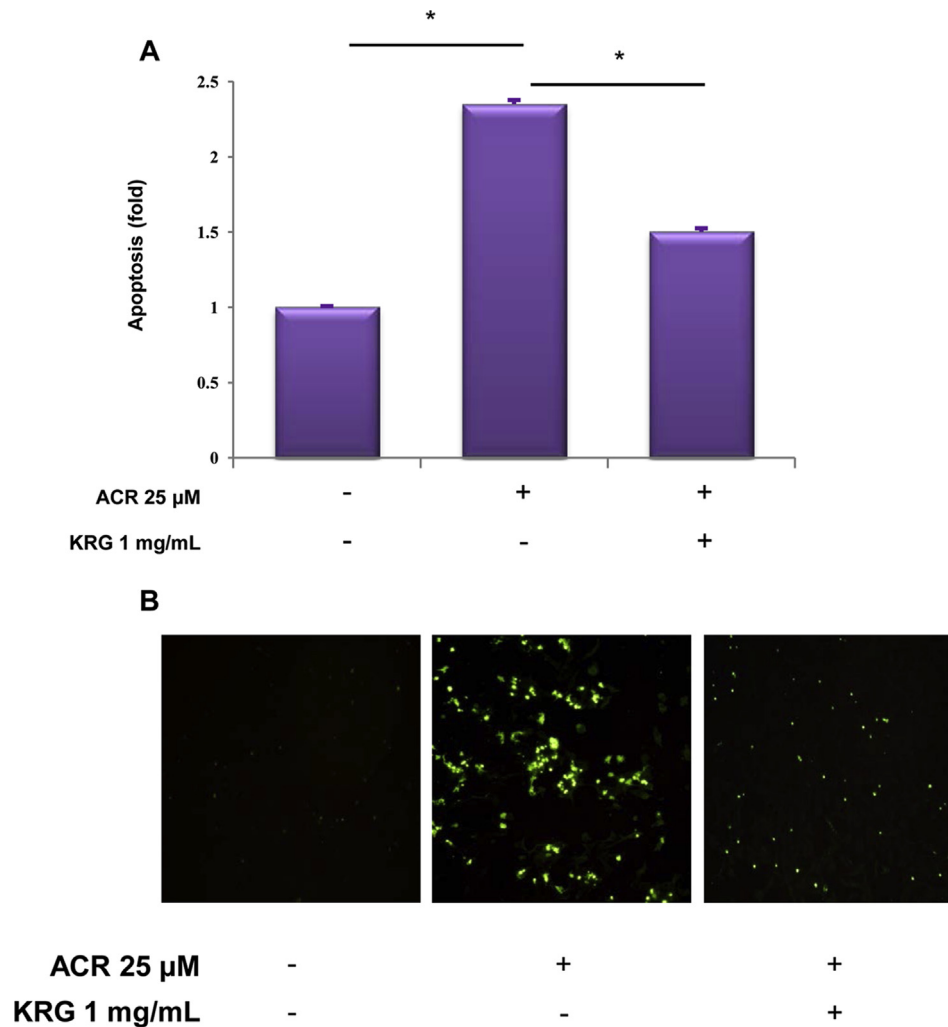 *
A
*
2.5
2
1.5
1
0.5
0
Apoptosis (fold)
ACR 25 µM - + +
KRG 1 mg/mL - - +
B
ACR 25 µM - + +
KRG 1 mg/mL - - +